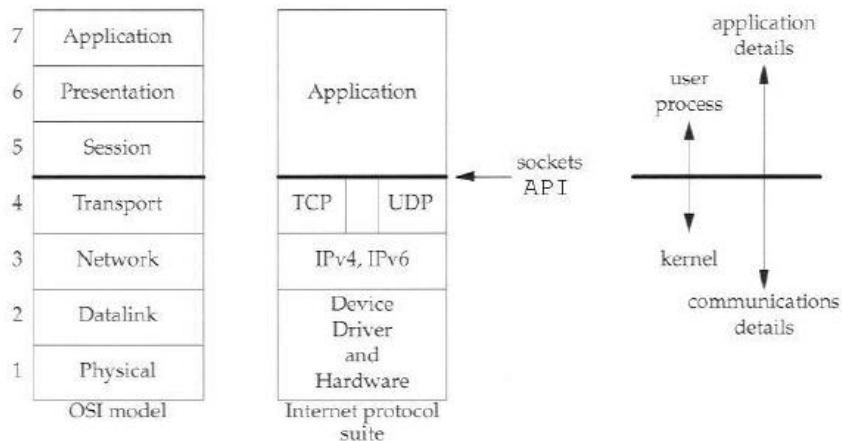 7 Application
6 Presentation
5 Session
4 Transport
3 Network
2 Datalink
1 Physical
OSI model
Application
TCP UDP
IPv4, IPv6
Device
Driver
and
Hardware
Internet protocol
suite
sockets
API
application
details
user
process
kernel
communications
details